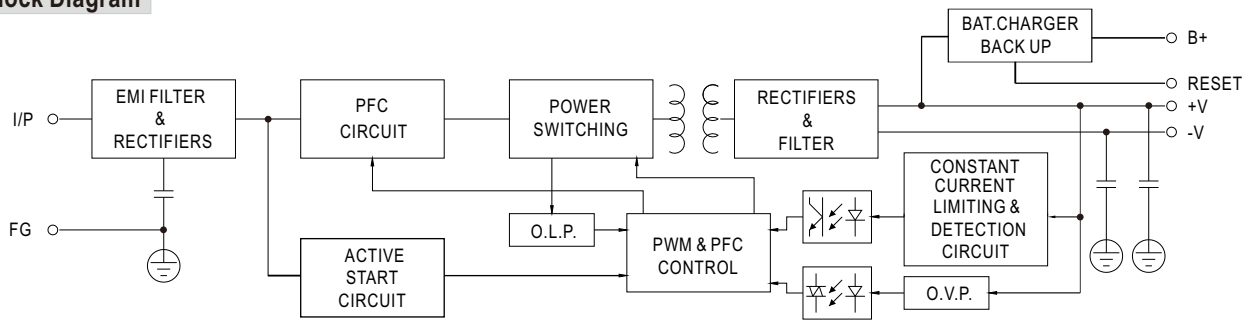 lock Diagram
BAT.CHARGER
BACK UP
B+
RESET
I/P
EMI FILTER
&
RECTIFIERS
PFC
CIRCUIT
POWER
SWITCHING
RECTIFIERS
&
FILTER
+V
-V
FG
O.L.P.
PWM & PFC
CONTROL
CONSTANT
CURRENT
LIMITING &
DETECTION
CIRCUIT
ACTIVE
START
CIRCUIT
O.V.P.